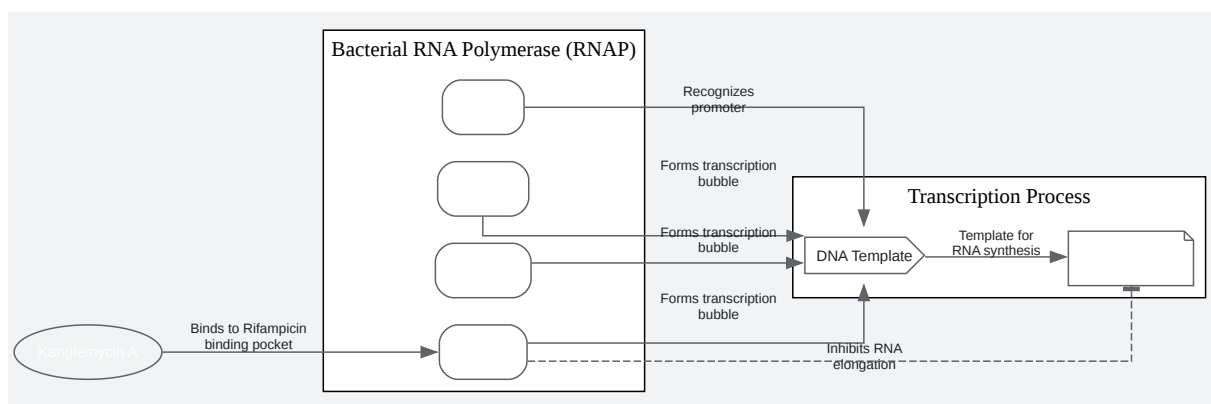 Bacterial RNA Polymerase (RNAP)
Recognizes
promoter
Forms transcription
bubble
Transcription Process
Forms transcription
bubble
DNA Template
Template for
RNA synthesis
Forms transcription
bubble
Kanglemycin A
Binds to Rifampicin
binding pocket
Inhibits RNA
elongation